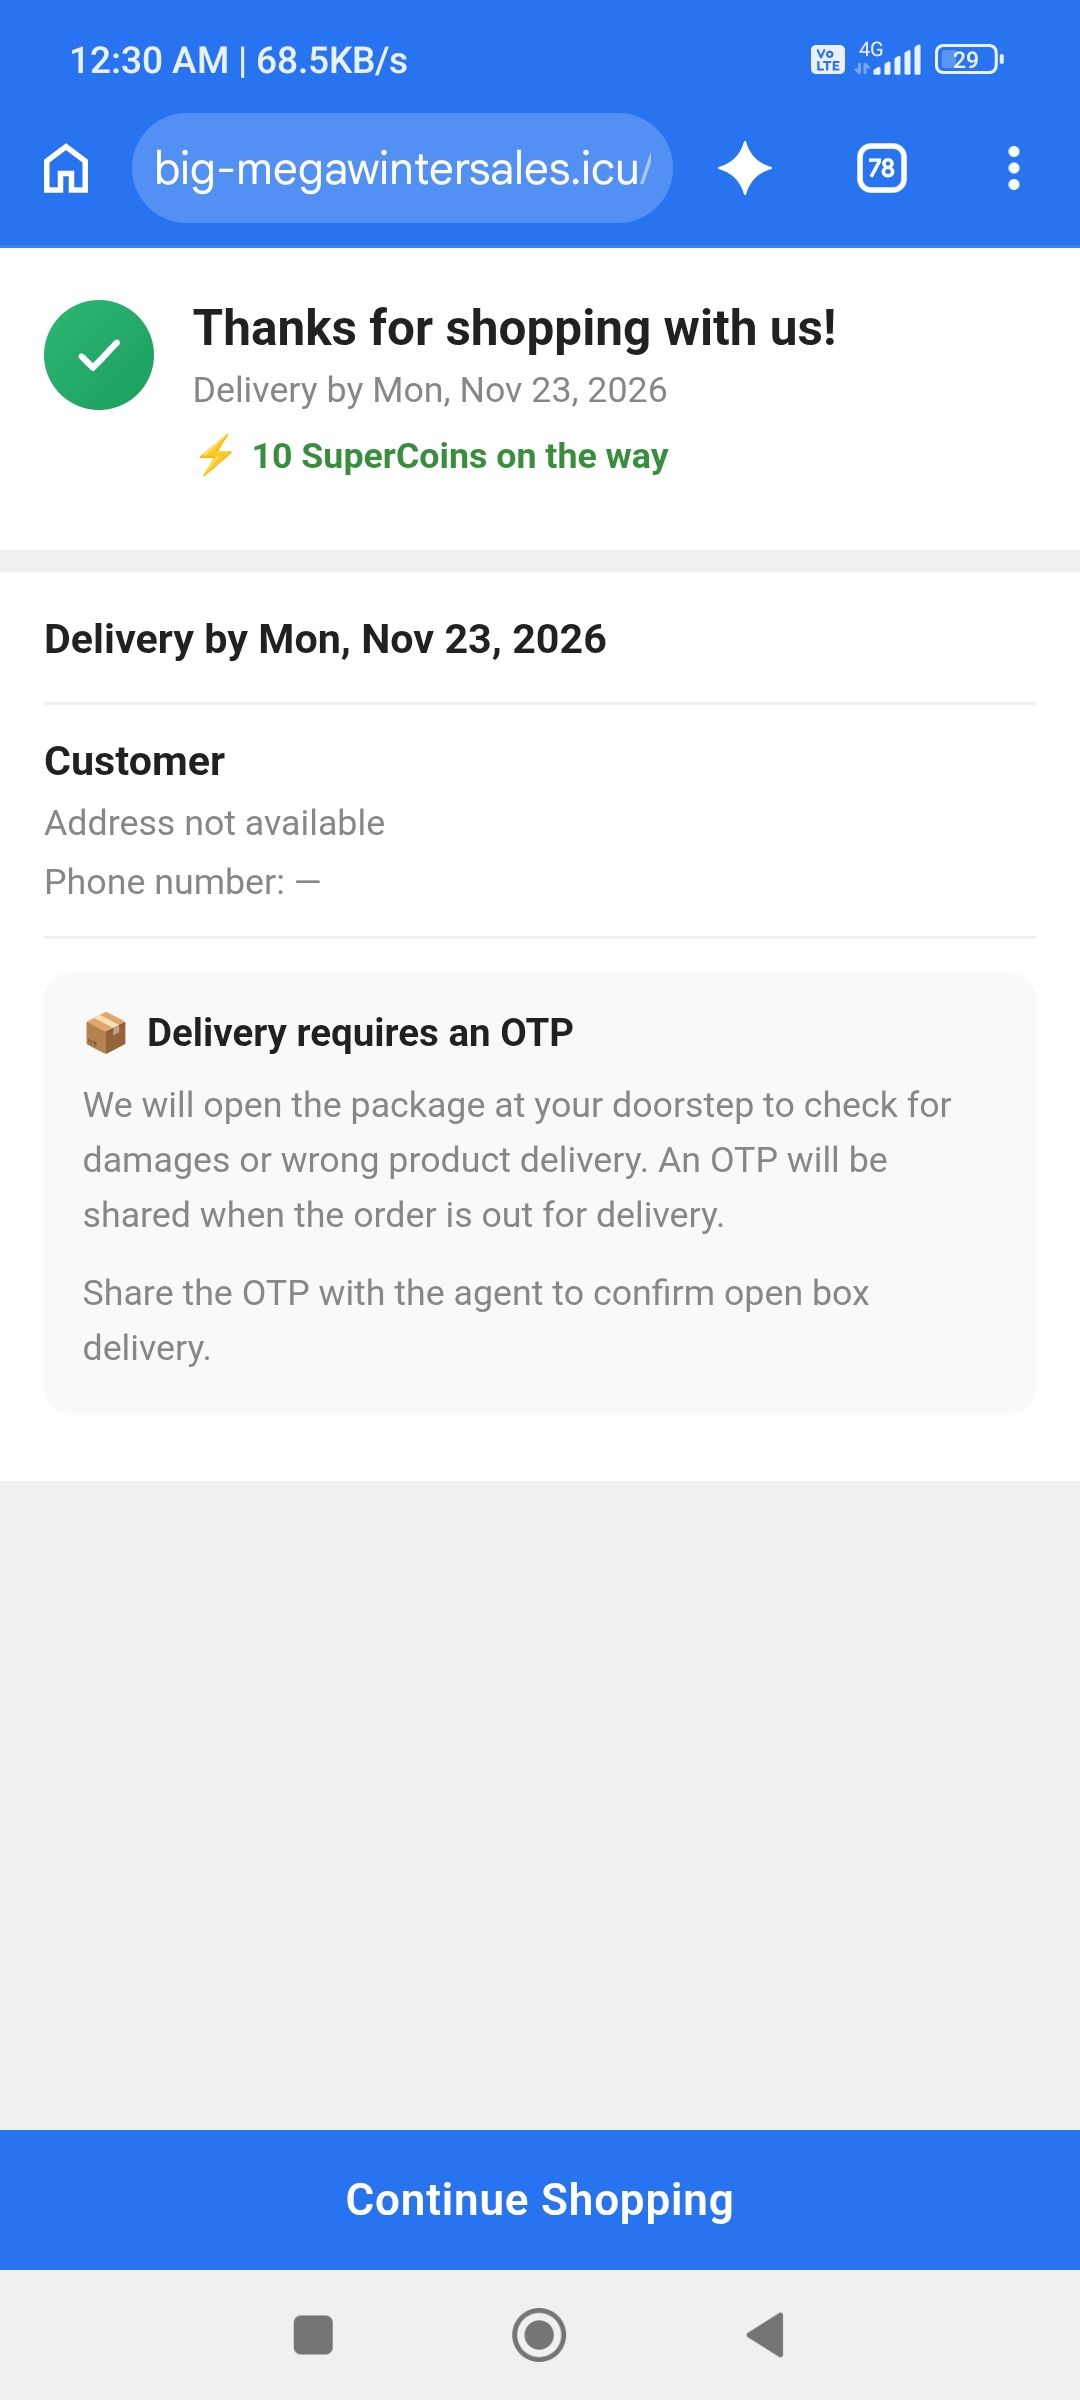 12:30 AM | 68.5KB/s
Vo LTE 4G 29
big-megawintersales.icu/
78
Thanks for shopping with us!
Delivery by Mon, Nov 23, 2026
⚡ 10 SuperCoins on the way
Delivery by Mon, Nov 23, 2026
Customer
Address not available
Phone number: —
📦 Delivery requires an OTP
We will open the package at your doorstep to check for
damages or wrong product delivery. An OTP will be
shared when the order is out for delivery.
Share the OTP with the agent to confirm open box
delivery.
Continue Shopping